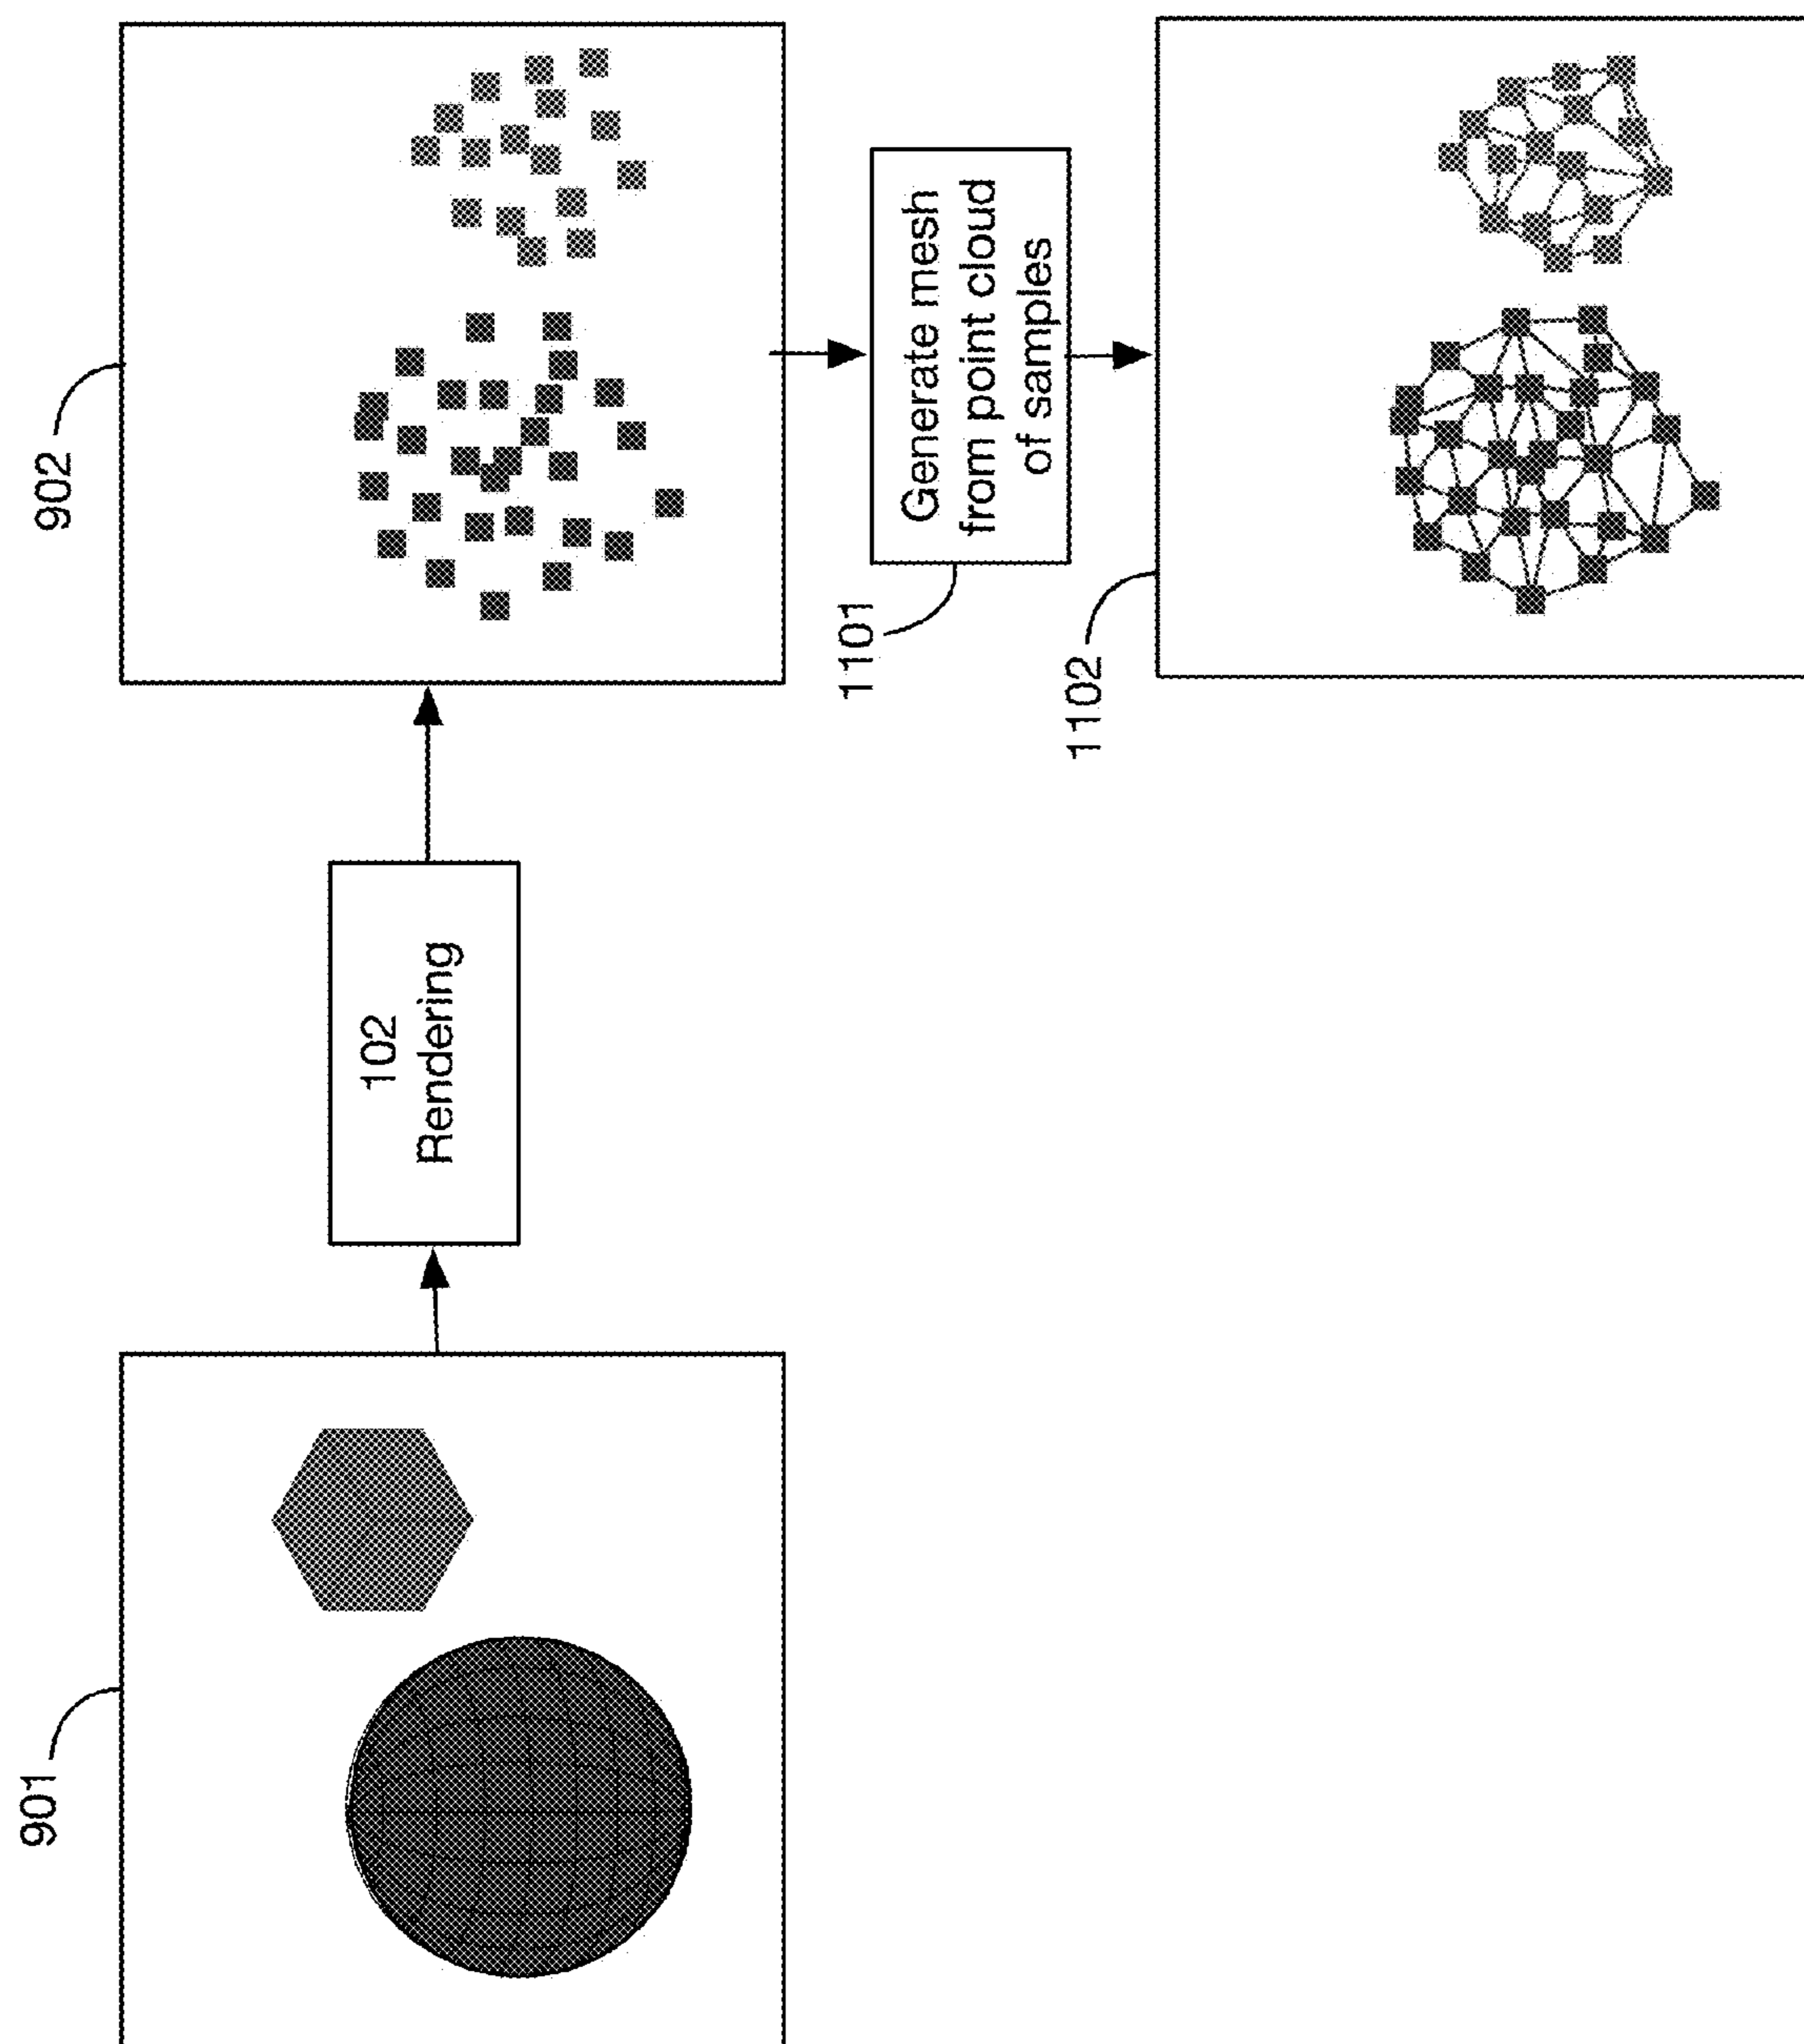 901
102
Rendering
902
1101
Generate mesh
from point cloud
of samples
1102